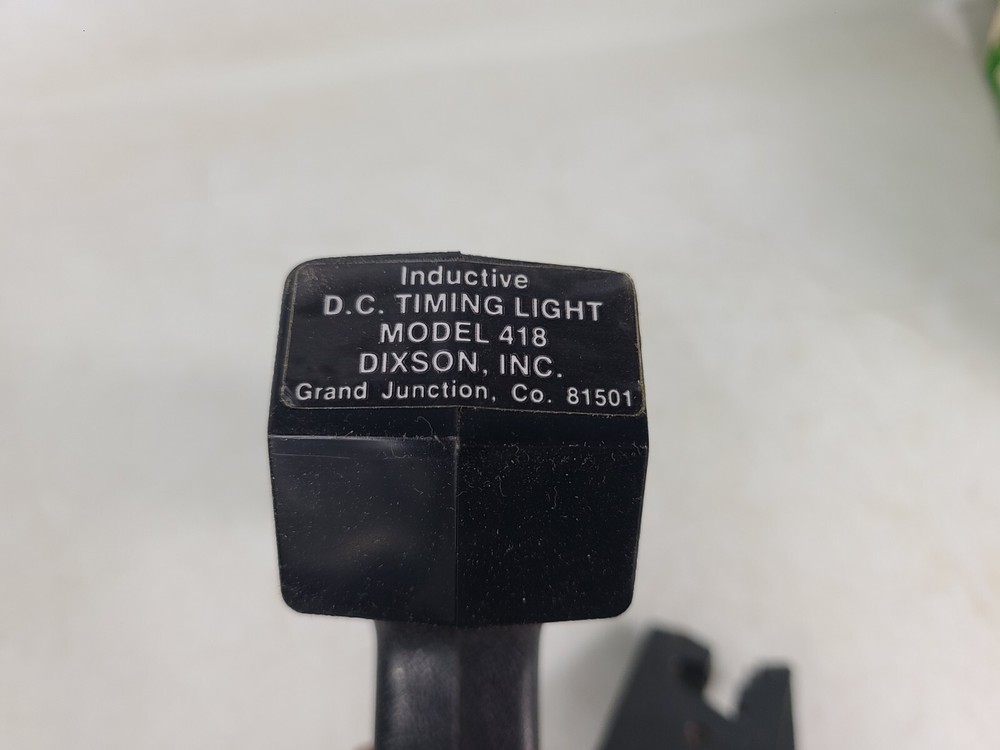 Inductive
D.C. TIMING LIGHT
MODEL 418
DIXSON, INC.
Grand Junction, Co. 81501